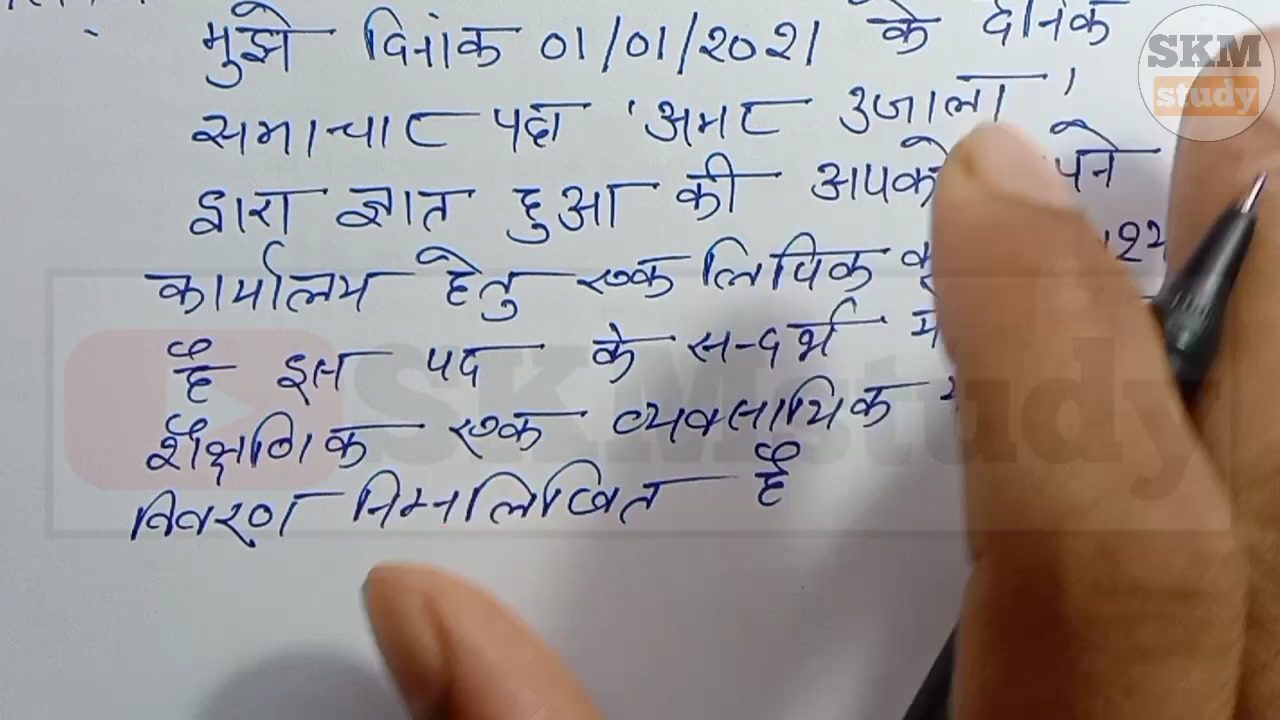 मुझे दिनांक 01/01/2021 के दैनिक
SKM
study
समाचार पत्र 'अमर उजाला'
द्वारा ज्ञात हुआ की आपको
कार्यालय हेतु एक लिपिक
है इस पद के सन्दर्भ
शैक्षणिक एक व्यवसायिक
विवरण निम्नलिखित है
SKMstudy